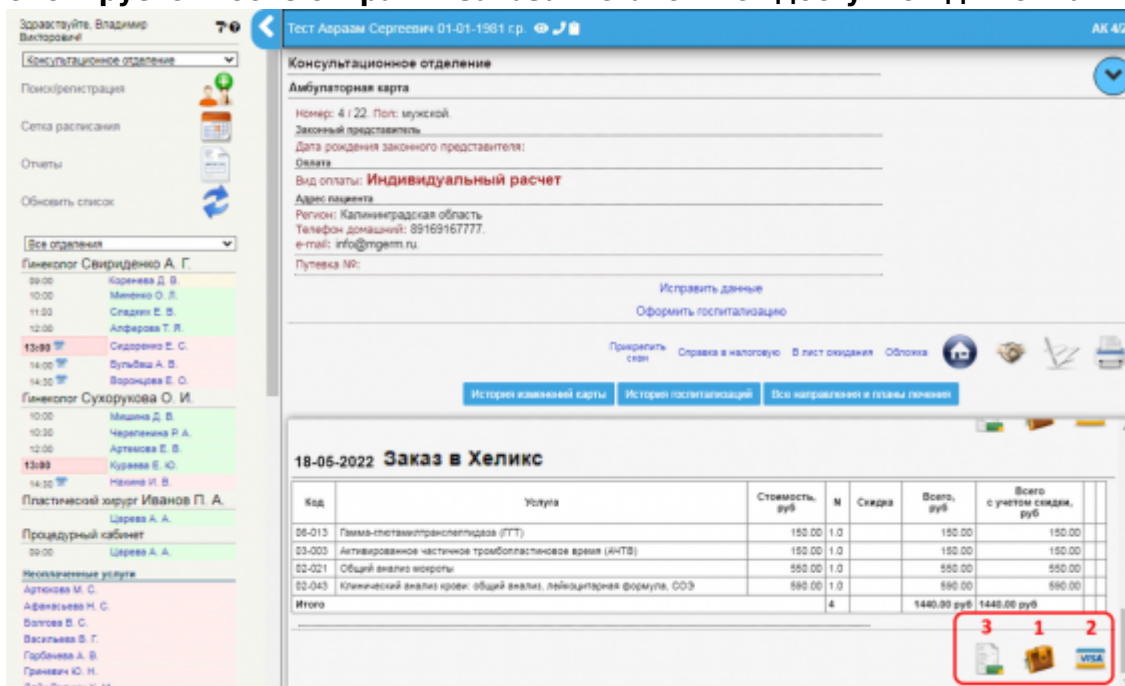 Здравствуйте, Владимир
Викторович!
Консультационное отделение
Поиск/регистрация
Сетка расписания
Отчеты
Обновить список
Все отделения
Гинеколог Свириденко А. Г.
09:00 Коренева Д. В.
10:00 Миненко О. Л.
11:00 Сладких Е. В.
12:00 Алферова Т. Я.
13:00 Сидоренко Е. С.
14:00 Бульбаш А. В.
14:30 Воронцова Е. О.
Гинеколог Сухорукова О. И.
10:00 Мишина Д. В.
10:30 Черепенина Р. А.
12:00 Артемова Е. В.
13:00 Кураева Е. Ю.
14:30 Нахина И. В.
Пластический хирург Иванов П. А.
Царева А. А.
Процедурный кабинет
09:00 Царева А. А.
Неоплаченные услуги
Артюхова М. С.
Афанасьева Н. С.
Болтова В. С.
Васильева В. Г.
Горбачева А. В.
Гриневич Ю. Н.
Тест Авраам Сергеевич 01-01-1981 г.р.
АК 4/2
Консультационное отделение
Амбулаторная карта
Номер: 4 / 22. Пол: мужской.
Законный представитель
Дата рождения законного представителя:
Оплата
Вид оплаты: Индивидуальный расчет
Адрес пациента
Регион: Калининградская область
Телефон домашний: 89169167777.
e-mail: info@mgerm.ru.
Путевка №:
Исправить данные
Оформить госпитализацию
Прикрепить скан Справка в налоговую В лист ожидания Обложка
История изменений карты История госпитализаций Все направления и планы лечения
18-05-2022 Заказ в Хеликс
Код Услуга Стоимость, руб N Скидка Всего, руб Всего с учетом скидки, руб
06-013 Гамма-глютамилтранспептидаза (ГГТ) 150.00 1.0 150.00 150.00
03-003 Активированное частичное тромбопластиновое время (АЧТВ) 150.00 1.0 150.00 150.00
02-021 Общий анализ мокроты 550.00 1.0 550.00 550.00
02-043 Клинический анализ крови: общий анализ, лейкоцитарная формула, СОЭ 590.00 1.0 590.00 590.00
Итого 4 1440.00 руб 1440.00 руб
3 1 2
VISA